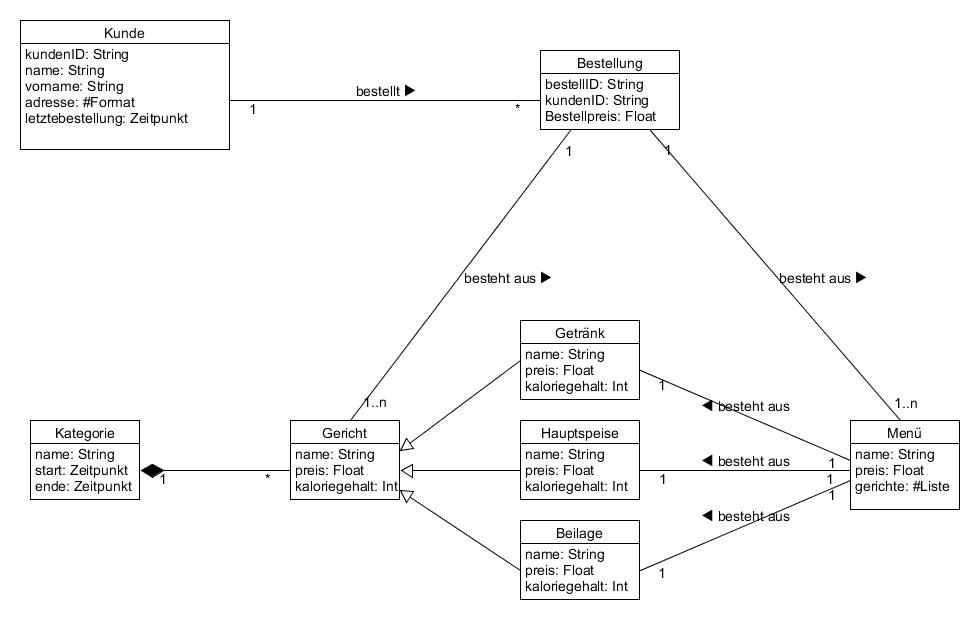 Kunde
kundenID: String
name: String
vorname: String
adresse: #Format
letztebestellung: Zeitpunkt
bestellt ▶
1
*
Bestellung
bestellID: String
kundenID: String
Bestellpreis: Float
1
1
besteht aus ▶
besteht aus ▶
1..n
1..n
Kategorie
name: String
start: Zeitpunkt
ende: Zeitpunkt
1
*
Gericht
name: String
preis: Float
kaloriegehalt: Int
Getränk
name: String
preis: Float
kaloriegehalt: Int
1
◀ besteht aus
1
Hauptspeise
name: String
preis: Float
kaloriegehalt: Int
1
◀ besteht aus
1
Beilage
name: String
preis: Float
kaloriegehalt: Int
1
◀ besteht aus
1
Menü
name: String
preis: Float
gerichte: #Liste